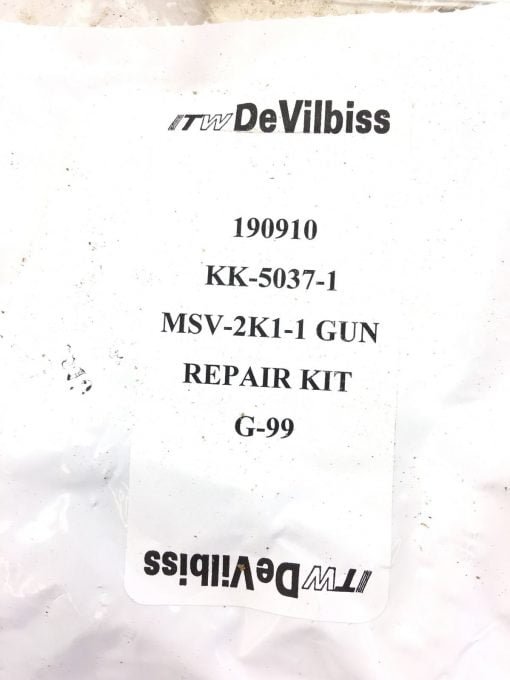 ITW DeVilbiss
190910
KK-5037-1
MSV-2K1-1 GUN
REPAIR KIT
G-99
ITW DeVilbiss